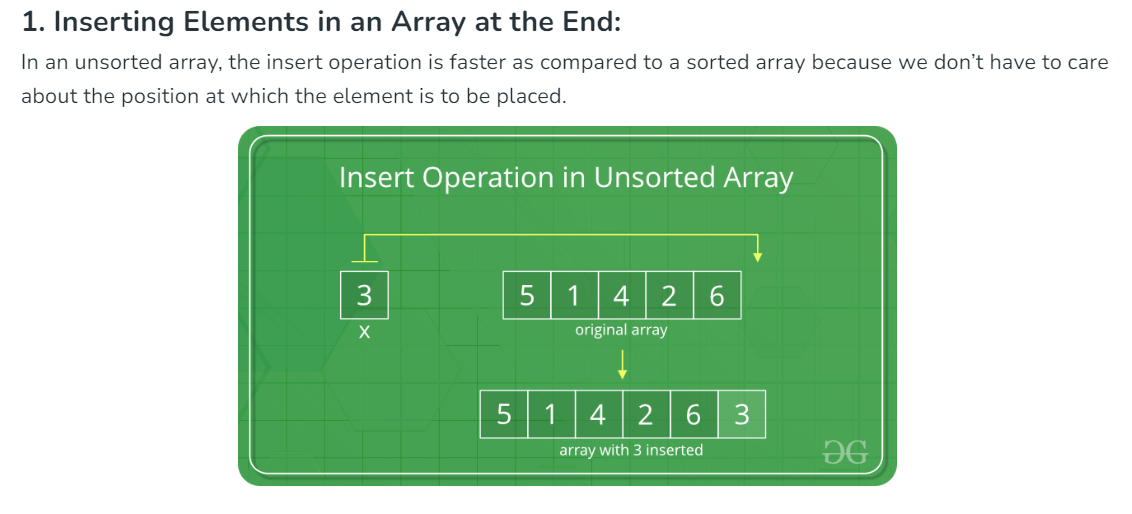 1. Inserting Elements in an Array at the End:
In an unsorted array, the insert operation is faster as compared to a sorted array because we don’t have to care
about the position at which the element is to be placed.
Insert Operation in Unsorted Array
3 5 1 4 2 6
x original array
5 1 4 2 6 3
array with 3 inserted